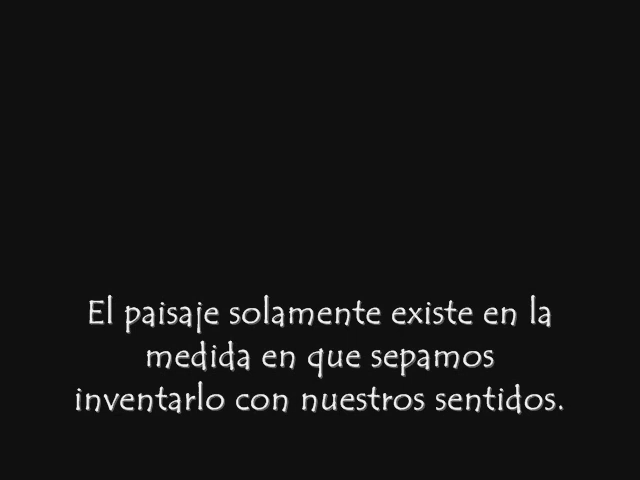 El paisaje solamente existe en la
medida en que sepamos
inventarlo con nuestros sentidos.